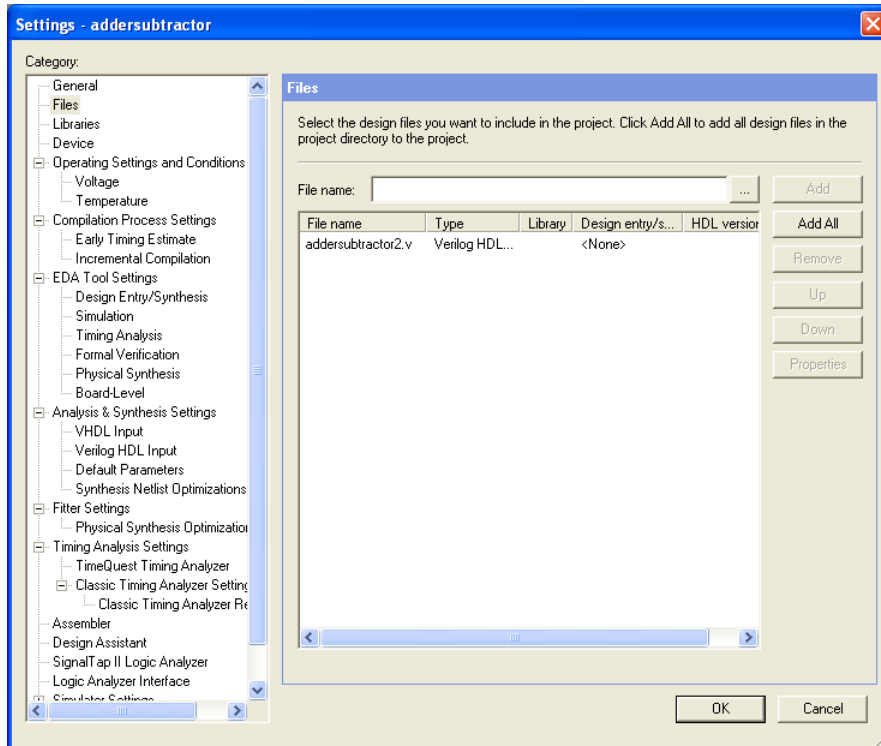 Settings - addersubtractor
Category:
General
Files
Libraries
Device
Operating Settings and Conditions
Voltage
Temperature
Compilation Process Settings
Early Timing Estimate
Incremental Compilation
EDA Tool Settings
Design Entry/Synthesis
Simulation
Timing Analysis
Formal Verification
Physical Synthesis
Board-Level
Analysis & Synthesis Settings
VHDL Input
Verilog HDL Input
Default Parameters
Synthesis Netlist Optimizations
Fitter Settings
Physical Synthesis Optimization
Timing Analysis Settings
TimeQuest Timing Analyzer
Classic Timing Analyzer Setting
Classic Timing Analyzer Re
Assembler
Design Assistant
SignalTap II Logic Analyzer
Logic Analyzer Interface
Simulator Settings
Files
Select the design files you want to include in the project. Click Add All to add all design files in the
project directory to the project.
File name: ... Add
File name Type Library Design entry/s... HDL version Add All
addersubtractor2.v Verilog HDL... <None>
Remove
Up
Down
Properties
OK Cancel